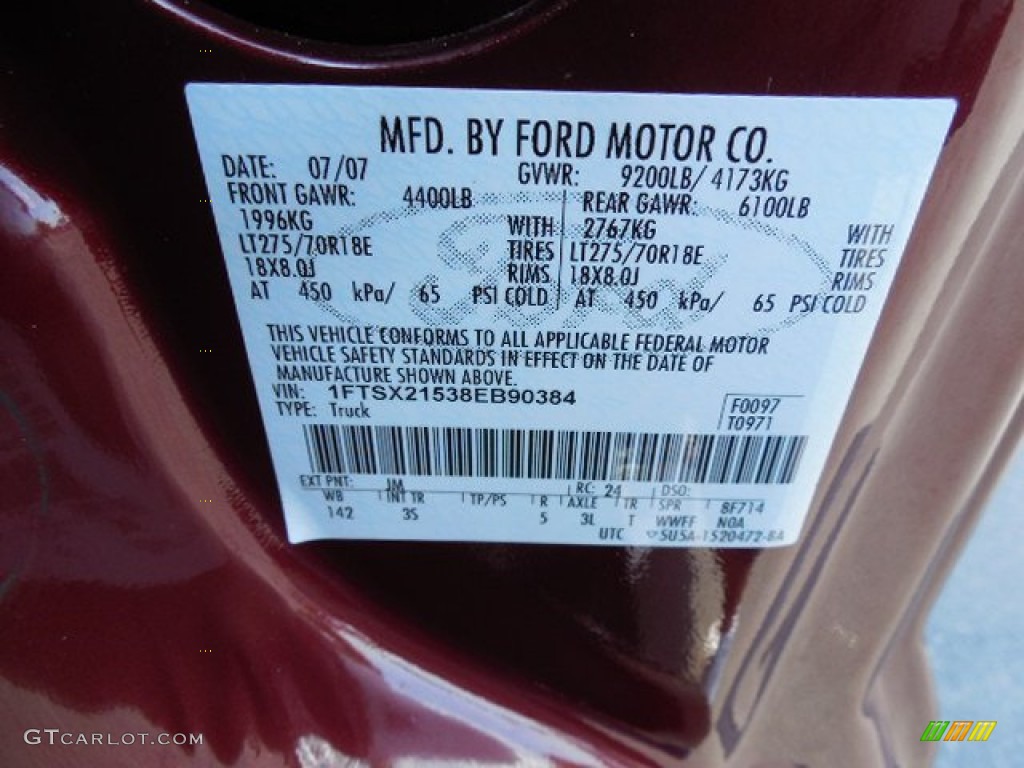 MFD. BY FORD MOTOR CO.
DATE: 07/07 GVWR: 9200LB/ 4173KG
FRONT GAWR: 4400LB REAR GAWR: 6100LB
1996KG WITH 2767KG WITH
LT275/70R18E TIRES LT275/70R18E TIRES
18X8.0J RIMS 18X8.0J RIMS
AT 450 kPa/ 65 PSI COLD AT 450 kPa/ 65 PSI COLD
THIS VEHICLE CONFORMS TO ALL APPLICABLE FEDERAL MOTOR
VEHICLE SAFETY STANDARDS IN EFFECT ON THE DATE OF
MANUFACTURE SHOWN ABOVE.
VIN: 1FTSX21538EB90384
TYPE: Truck
F0097
T0971
EXT PNT: JM RC: 24 DSO:
WB INT TR TP/PS R AXLE TR SPR 8F714
142 3S 5 3L T WWFF NOA
UTC ▽5U5A-1520472-BA
Ford
GTCARLOT.COM